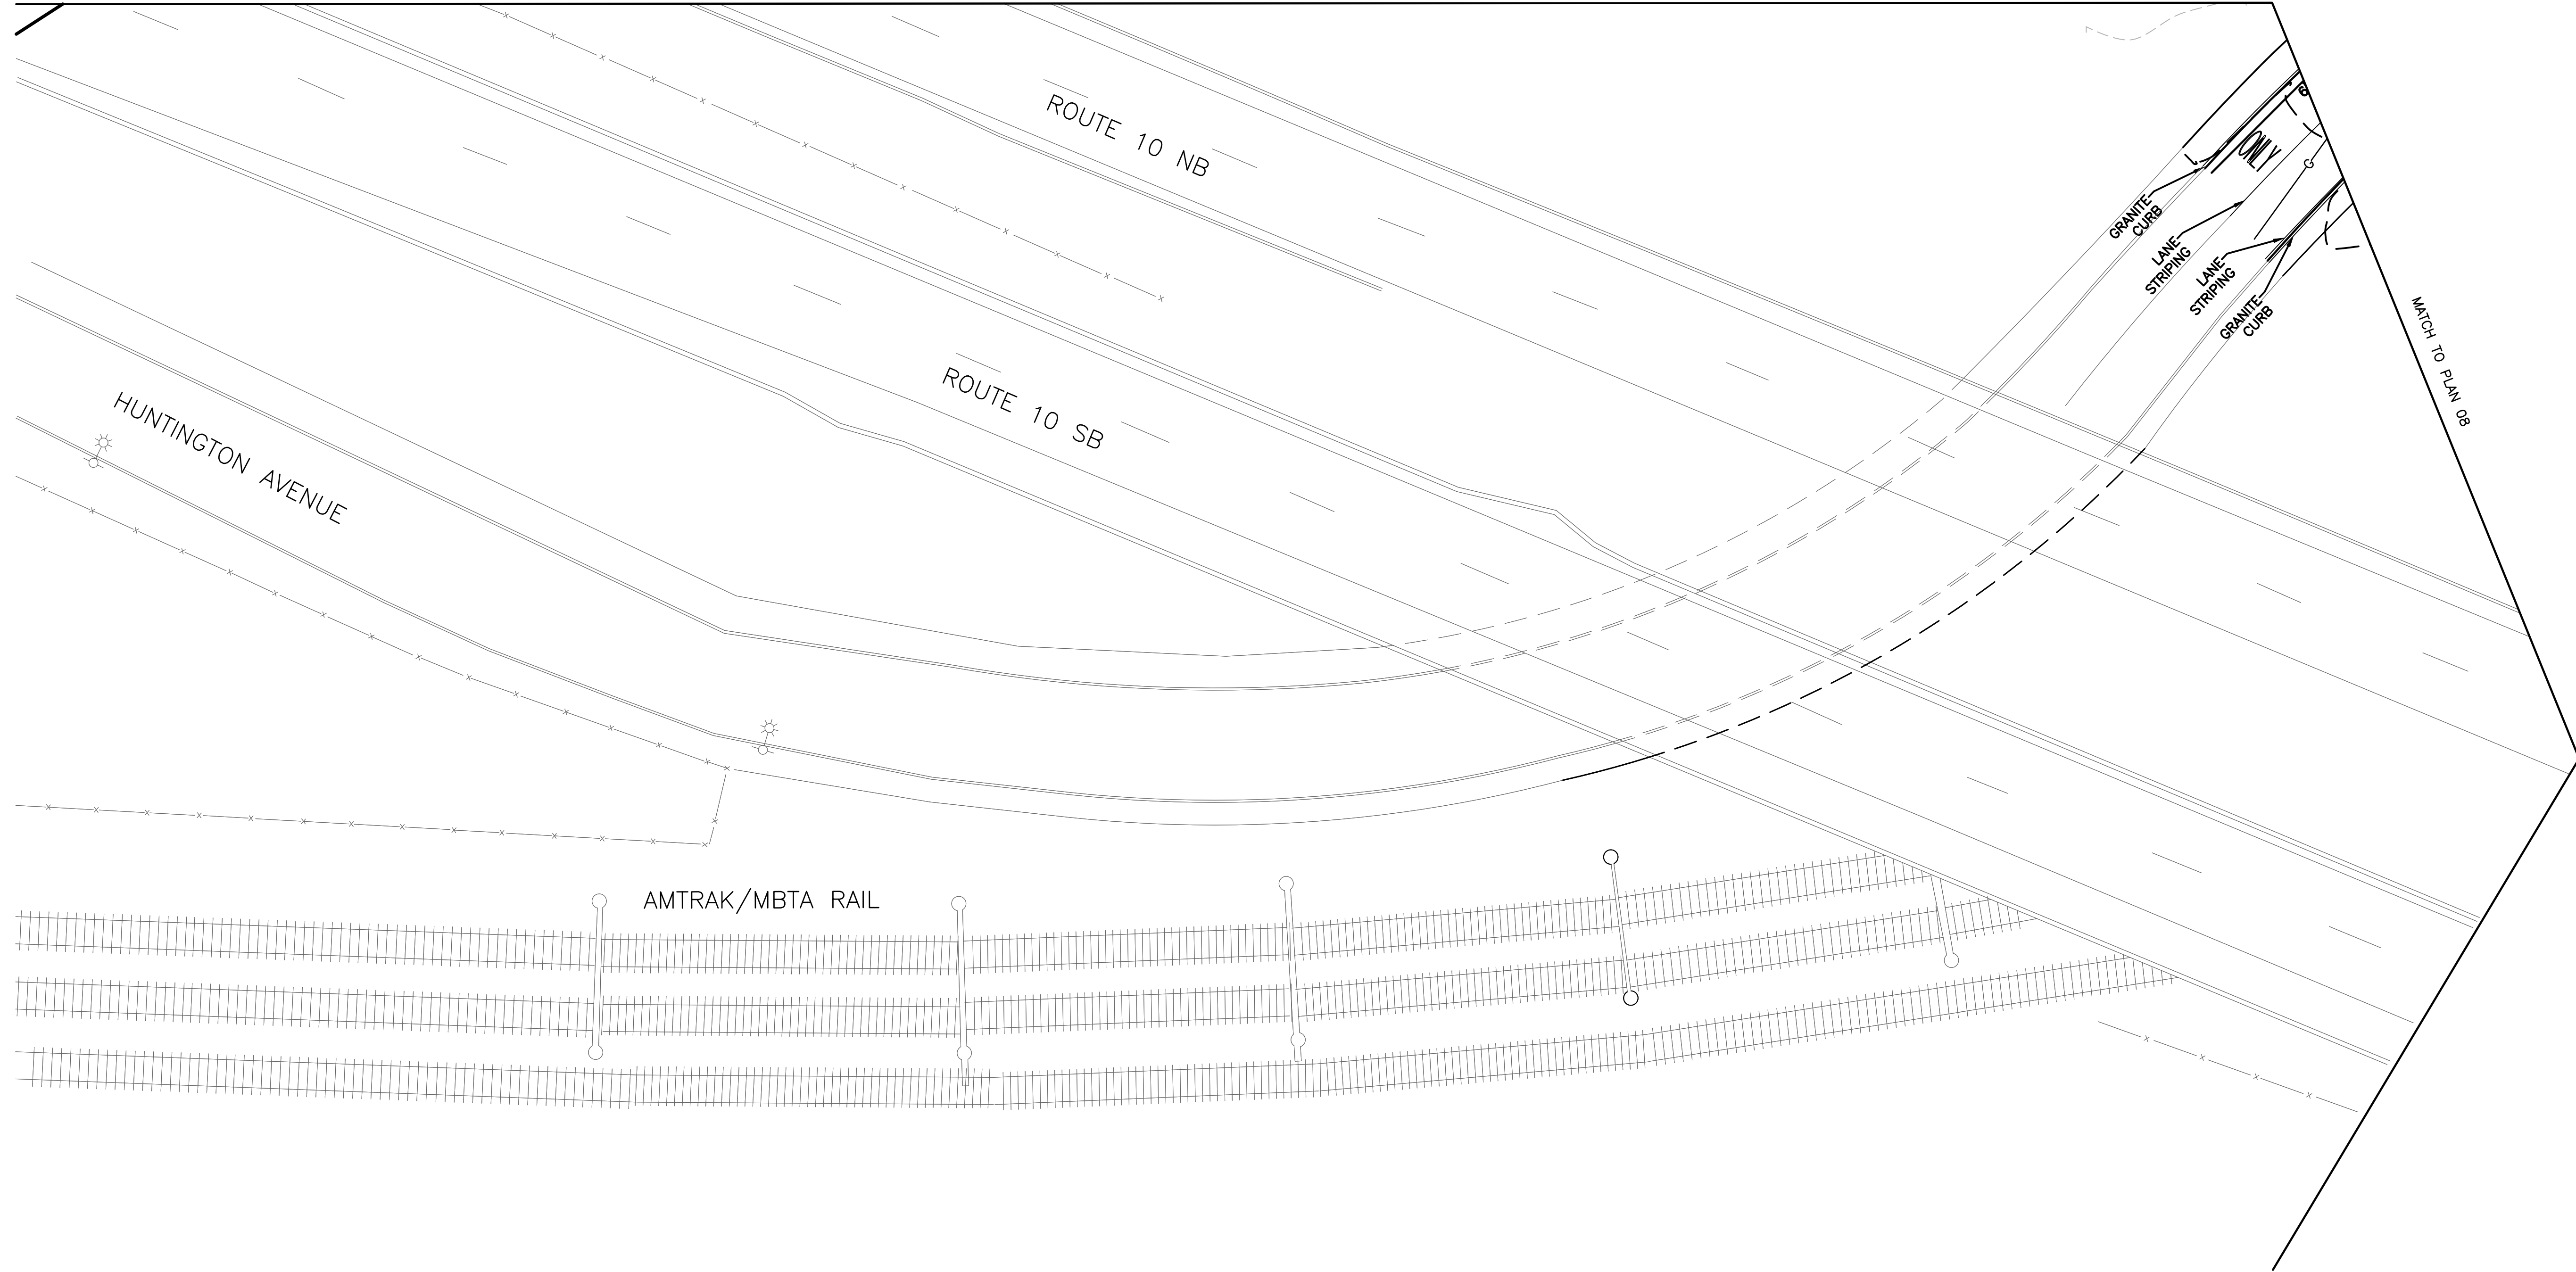 ROUTE 10 NB
ONLY
6
G
GRANITE
CURB
LANE
STRIPING
LANE
STRIPING
GRANITE
CURB
MATCH TO PLAN 08
ROUTE 10 SB
HUNTINGTON AVENUE
AMTRAK/MBTA RAIL